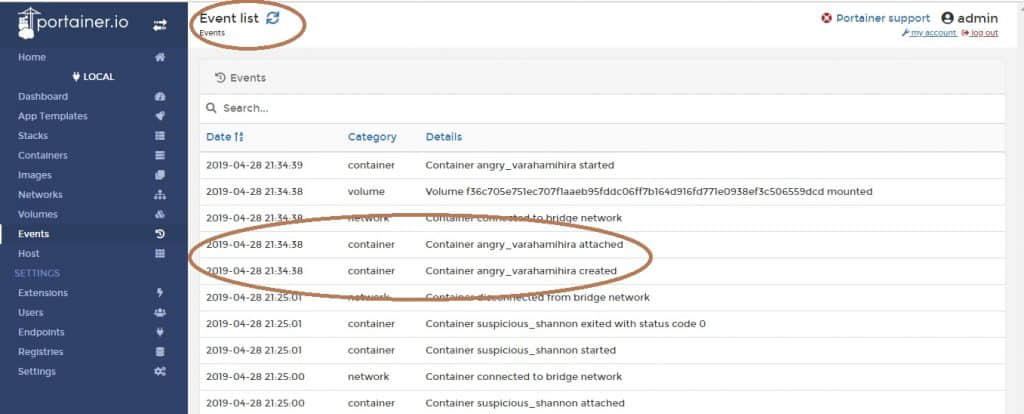 portainer.io
Home
LOCAL
Dashboard
App Templates
Stacks
Containers
Images
Networks
Volumes
Events
Host
SETTINGS
Extensions
Users
Endpoints
Registries
Settings
Event list
Events
Portainer support admin
my account log out
Events
Search...
Date Category Details
2019-04-28 21:34:39 container Container angry_varahamihira started
2019-04-28 21:34:38 volume Volume f36c705e751ec707f1aaeb95fddc06ff7b164d916fd771e0938ef3c506559dcd mounted
2019-04-28 21:34:38 network Container connected to bridge network
2019-04-28 21:34:38 container Container angry_varahamihira attached
2019-04-28 21:34:38 container Container angry_varahamihira created
2019-04-28 21:25:01 network Container disconnected from bridge network
2019-04-28 21:25:01 container Container suspicious_shannon exited with status code 0
2019-04-28 21:25:01 container Container suspicious_shannon started
2019-04-28 21:25:00 network Container connected to bridge network
2019-04-28 21:25:00 container Container suspicious_shannon attached